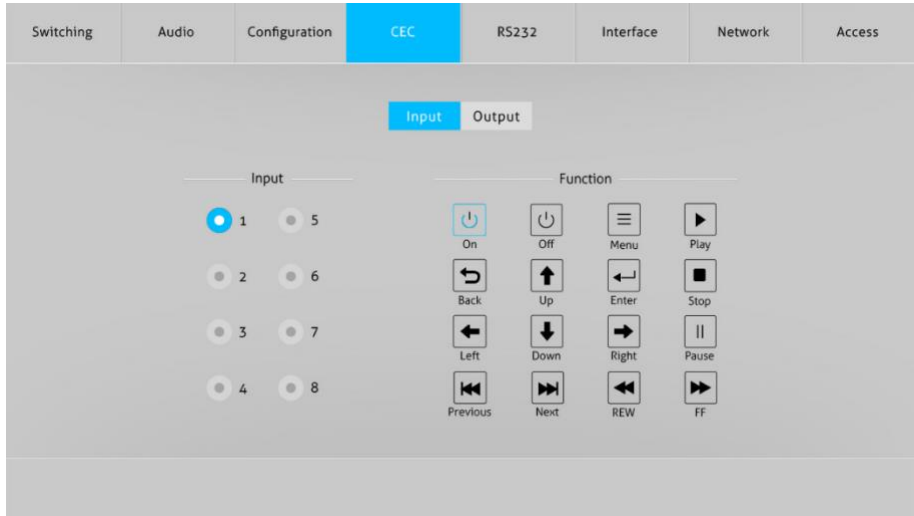 Switching Audio Configuration CEC RS232 Interface Network Access
Input Output
Input Function
1 5
On Off Menu Play
2 6
Back Up Enter Stop
3 7
Left Down Right Pause
4 8
Previous Next REW FF